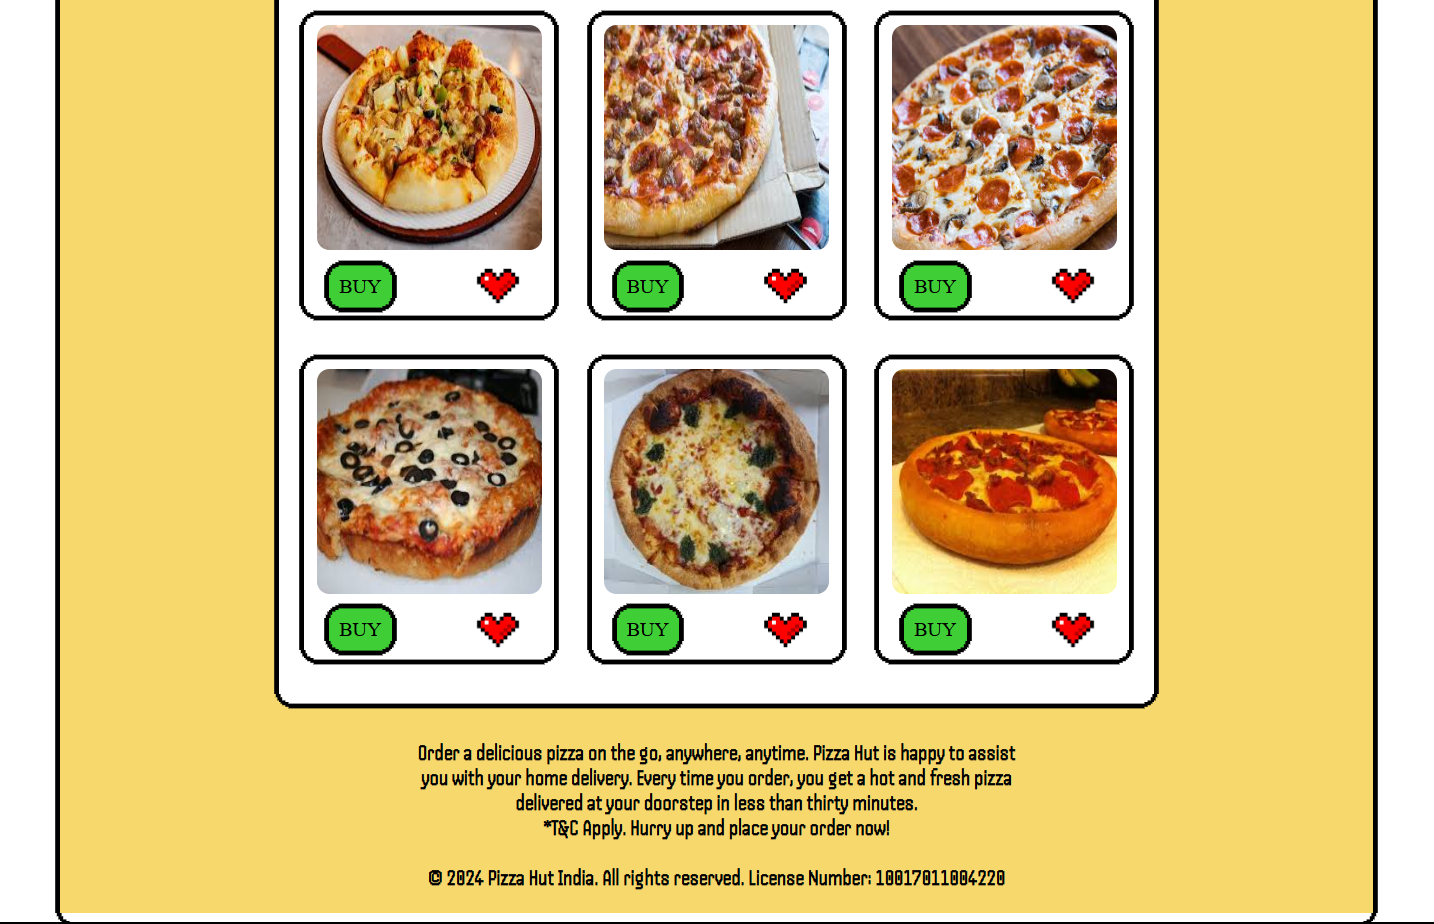 BUY
BUY
BUY
BUY
BUY
BUY
Order a delicious pizza on the go, anywhere, anytime. Pizza Hut is happy to assist
you with your home delivery. Every time you order, you get a hot and fresh pizza
delivered at your doorstep in less than thirty minutes.
*T&C Apply. Hurry up and place your order now!
© 2024 Pizza Hut India. All rights reserved. License Number: 10017011004220